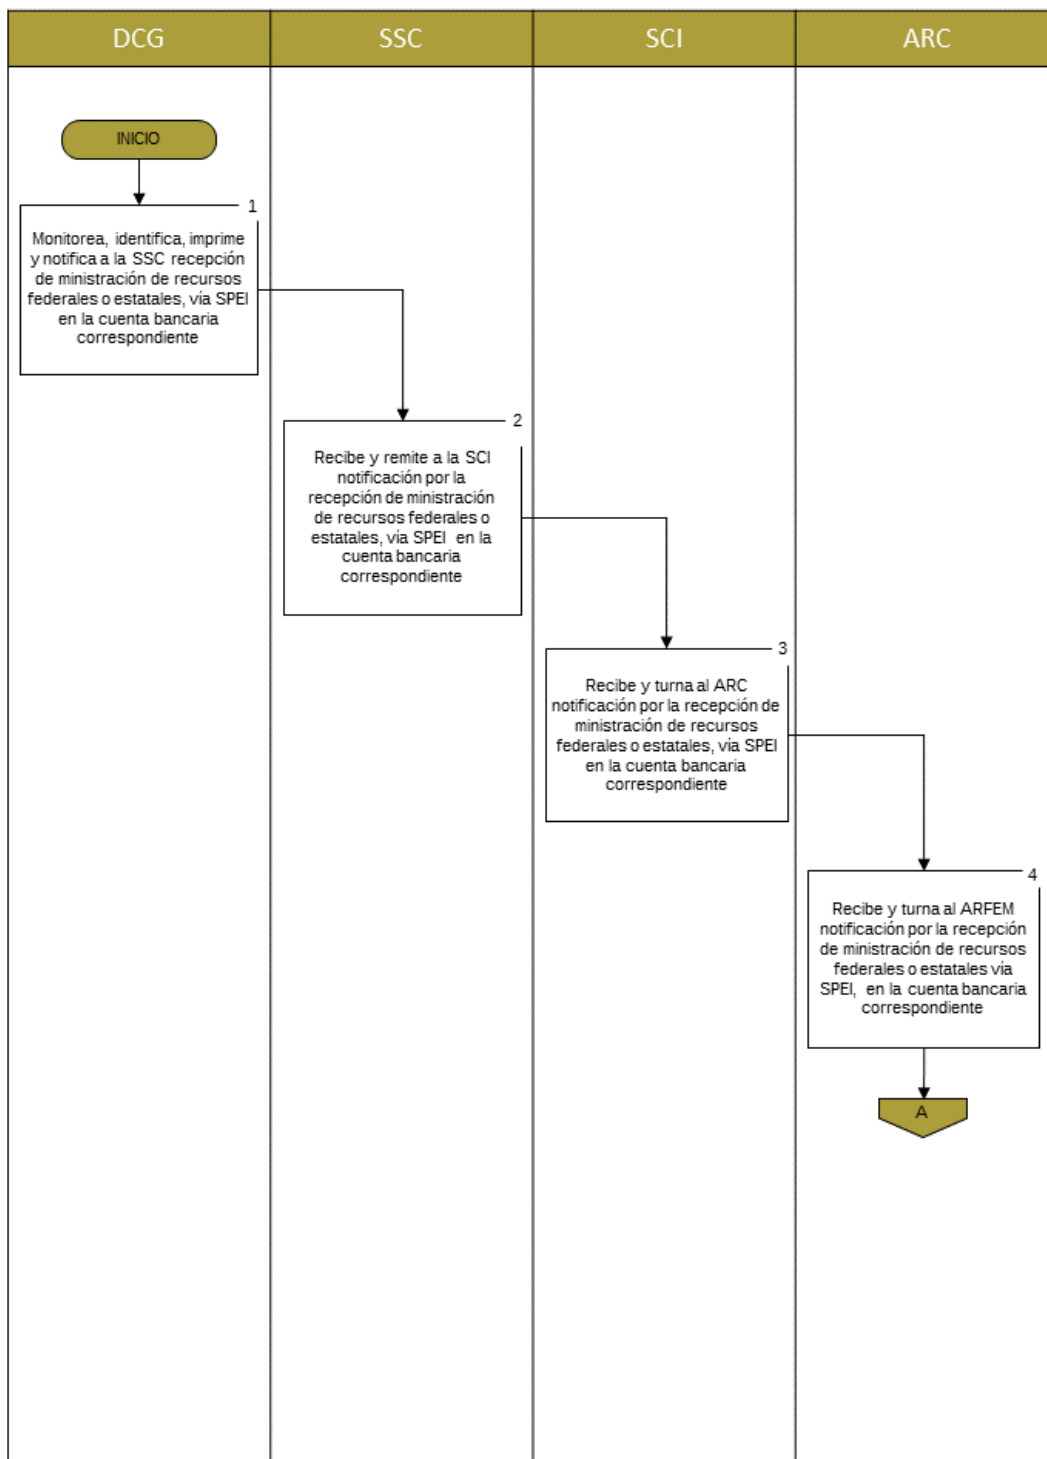 DCG
SSC
SCI
ARC
INICIO
1
Monitorea, identifica, imprime
y notifica a la SSC recepción
de ministración de recursos
federales o estatales, vía SPEI
en la cuenta bancaria
correspondiente
2
Recibe y remite a la SCI
notificación por la
recepción de ministración
de recursos federales o
estatales, vía SPEI en la
cuenta bancaria
correspondiente
3
Recibe y turna al ARC
notificación por la recepción de
ministración de recursos
federales o estatales, vía SPEI
en la cuenta bancaria
correspondiente
4
Recibe y turna al ARFEM
notificación por la recepción
de ministración de recursos
federales o estatales vía
SPEI, en la cuenta bancaria
correspondiente
A